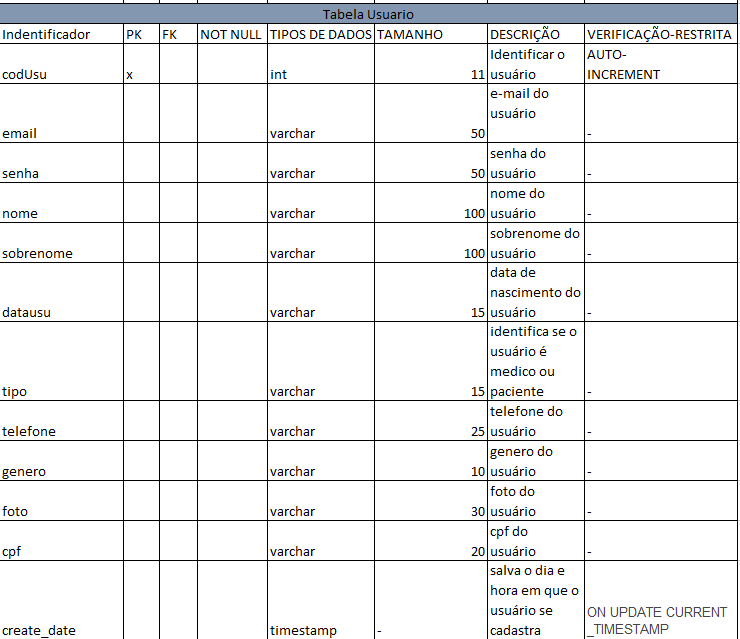 Tabela Usuario
Indentificador PK FK NOT NULL TIPOS DE DADOS TAMANHO DESCRIÇÃO VERIFICAÇÃO-RESTRITA
codUsu x int 11 Identificar o usuário AUTO-INCREMENT
email varchar 50 e-mail do usuário -
senha varchar 50 senha do usuário -
nome varchar 100 nome do usuário -
sobrenome varchar 100 sobrenome do usuário -
datausu varchar 15 data de nascimento do usuário -
tipo varchar 15 identifica se o usuário é medico ou paciente -
telefone varchar 25 telefone do usuário -
genero varchar 10 genero do usuário -
foto varchar 30 foto do usuário -
cpf varchar 20 cpf do usuário -
create_date timestamp - salva o dia e hora em que o usuário se cadastra ON UPDATE CURRENT_TIMESTAMP